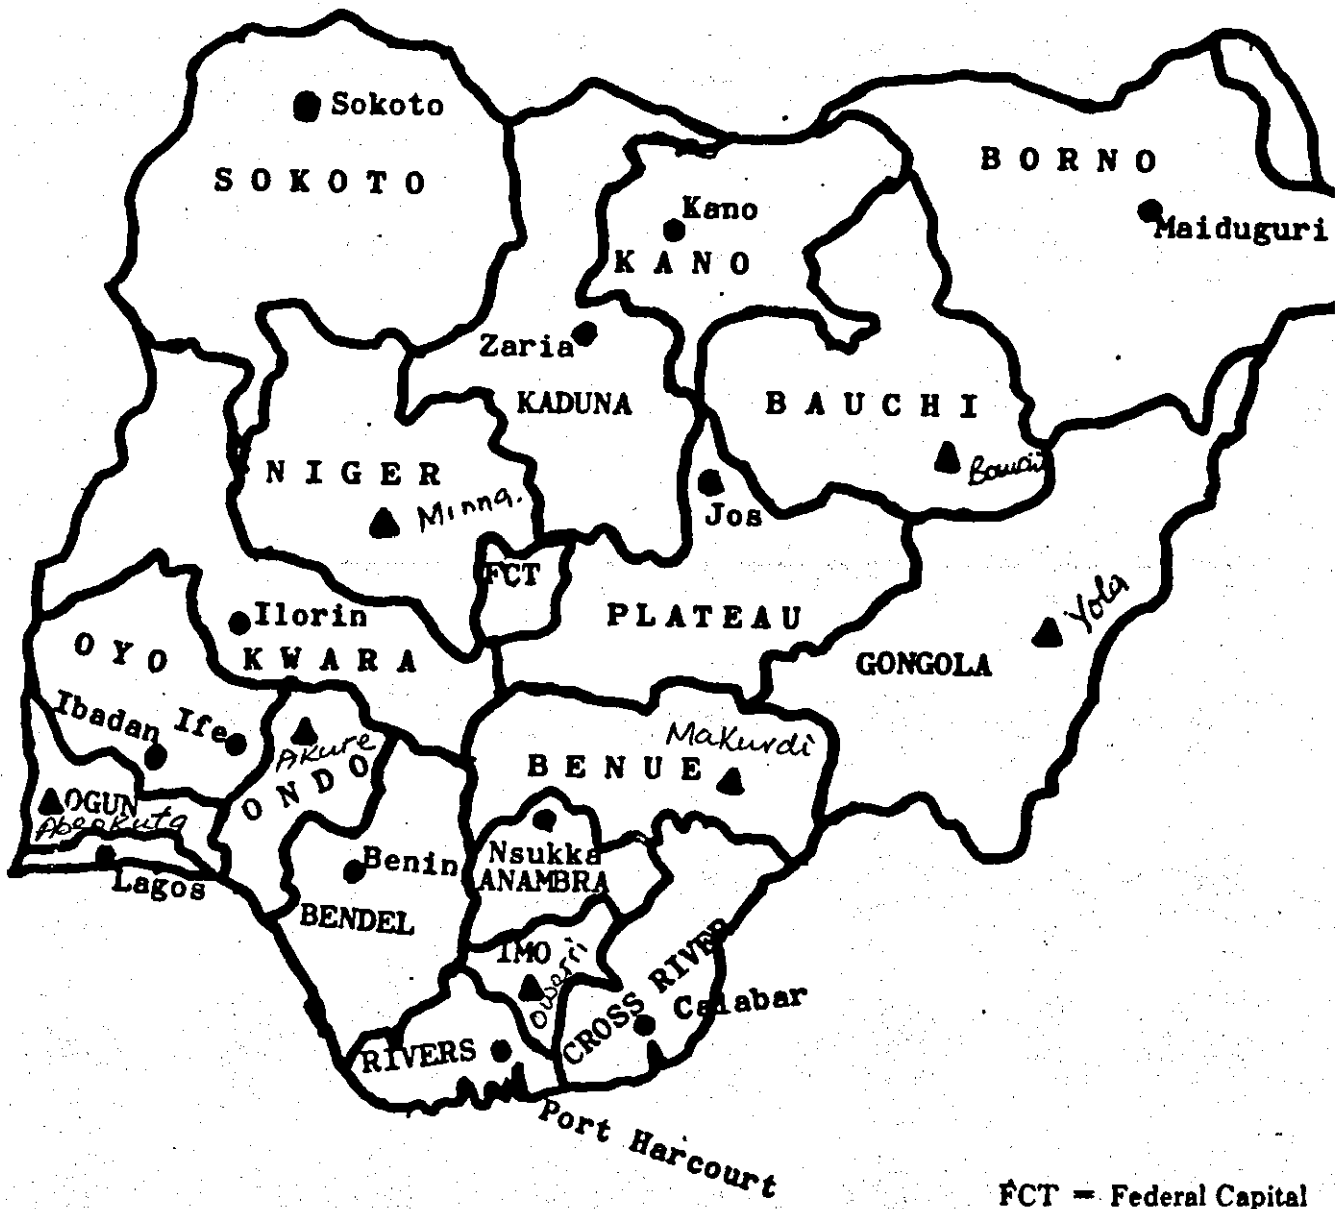 Sokoto
SOKOTO
BORNO
Kano
Maiduguri
KANO
Zaria
KADUNA
BAUCHI
NIGER
Minna.
Jos
FCT
Yola
Ilorin
PLATEAU
OYO
KWARA
GONGOLA
Ibadan
Ife
Akure
Makurdi
BENUE
ONDO
OGUN
Abeokuta
Benin
Nsukka
ANAMBRA
Lagos
BENDEL
IMO
Owerri
CROSS RIVER
Calabar
RIVERS
Port Harcourt
FCT = Federal Capital